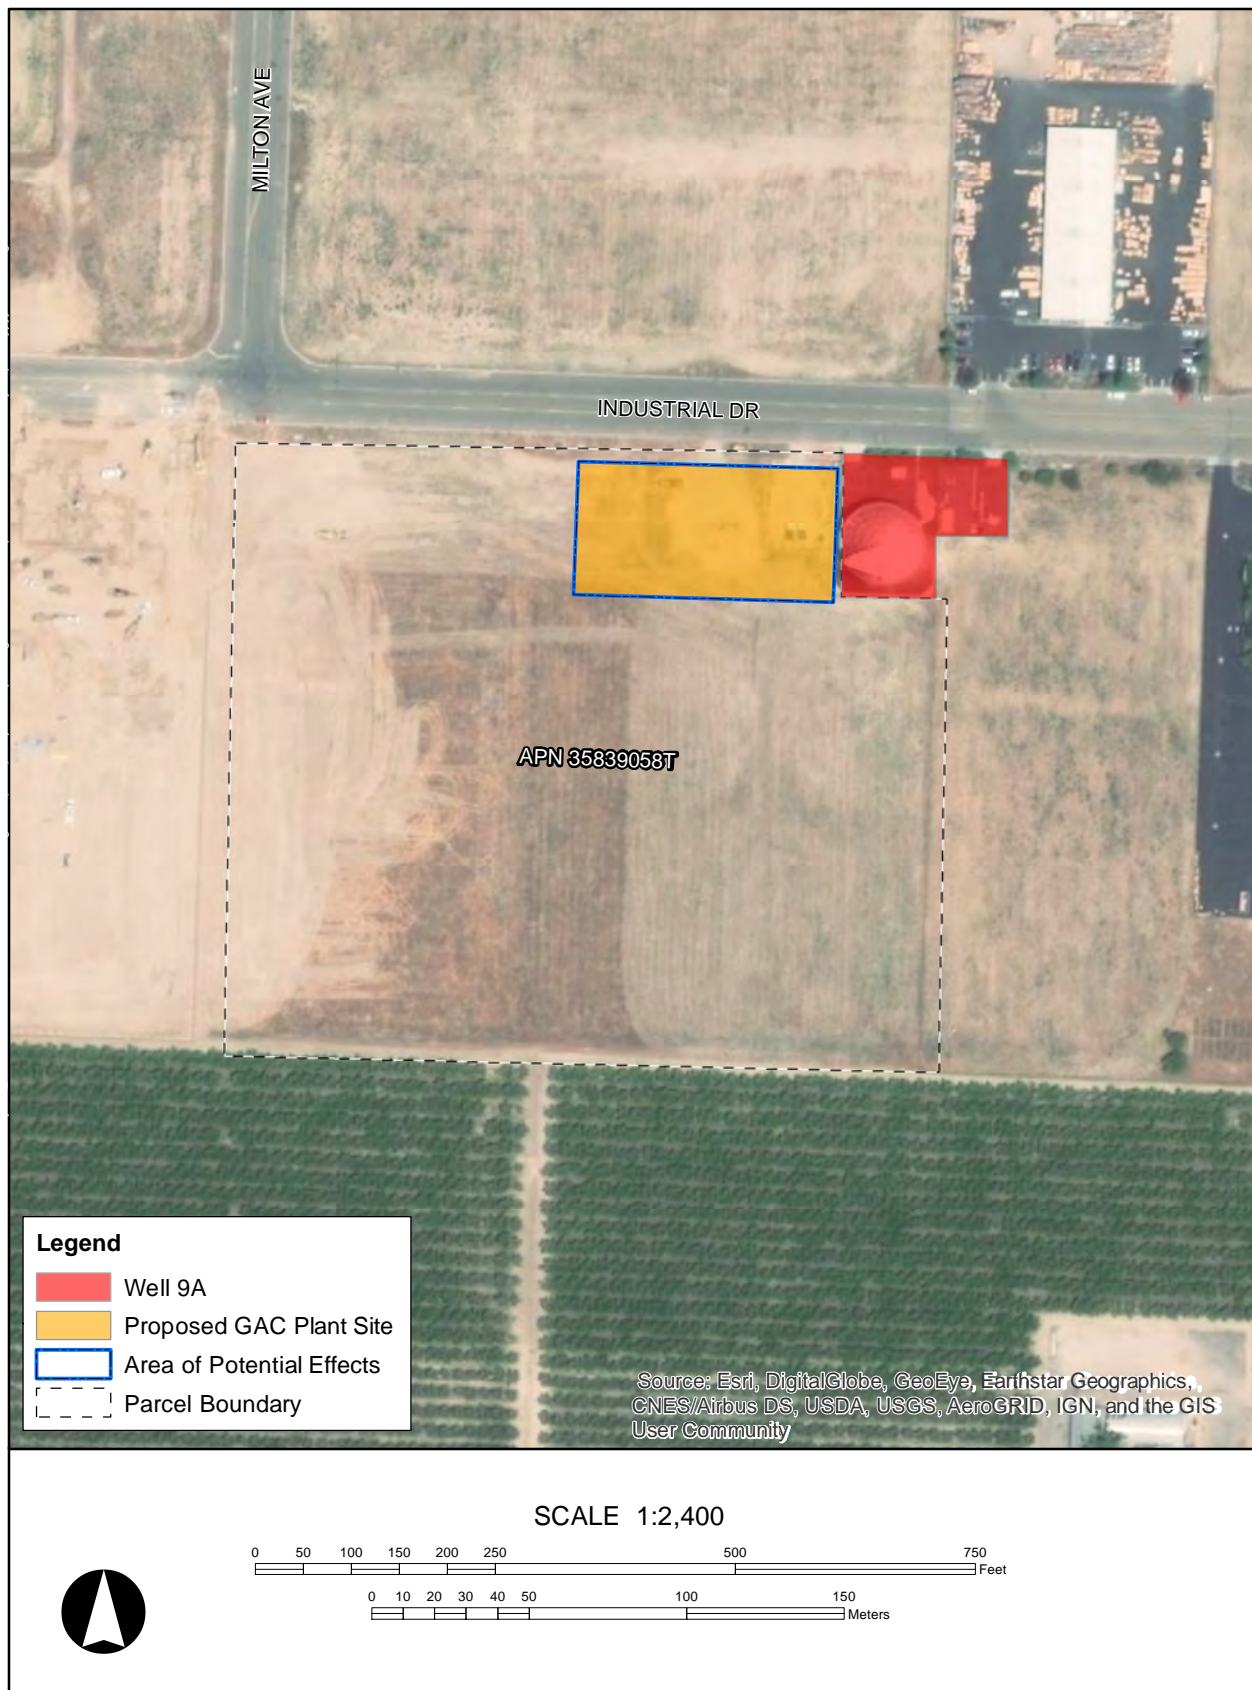 MILTON AVE
INDUSTRIAL DR
APN 35839058T
Legend
Well 9A
Proposed GAC Plant Site
Area of Potential Effects
Parcel Boundary
Source: Esri, DigitalGlobe, GeoEye, Earthstar Geographics,
CNES/Airbus DS, USDA, USGS, AeroGRID, IGN, and the GIS
User Community
SCALE 1:2,400
0 50 100 150 200 250 500 750
Feet
0 10 20 30 40 50 100 150
Meters